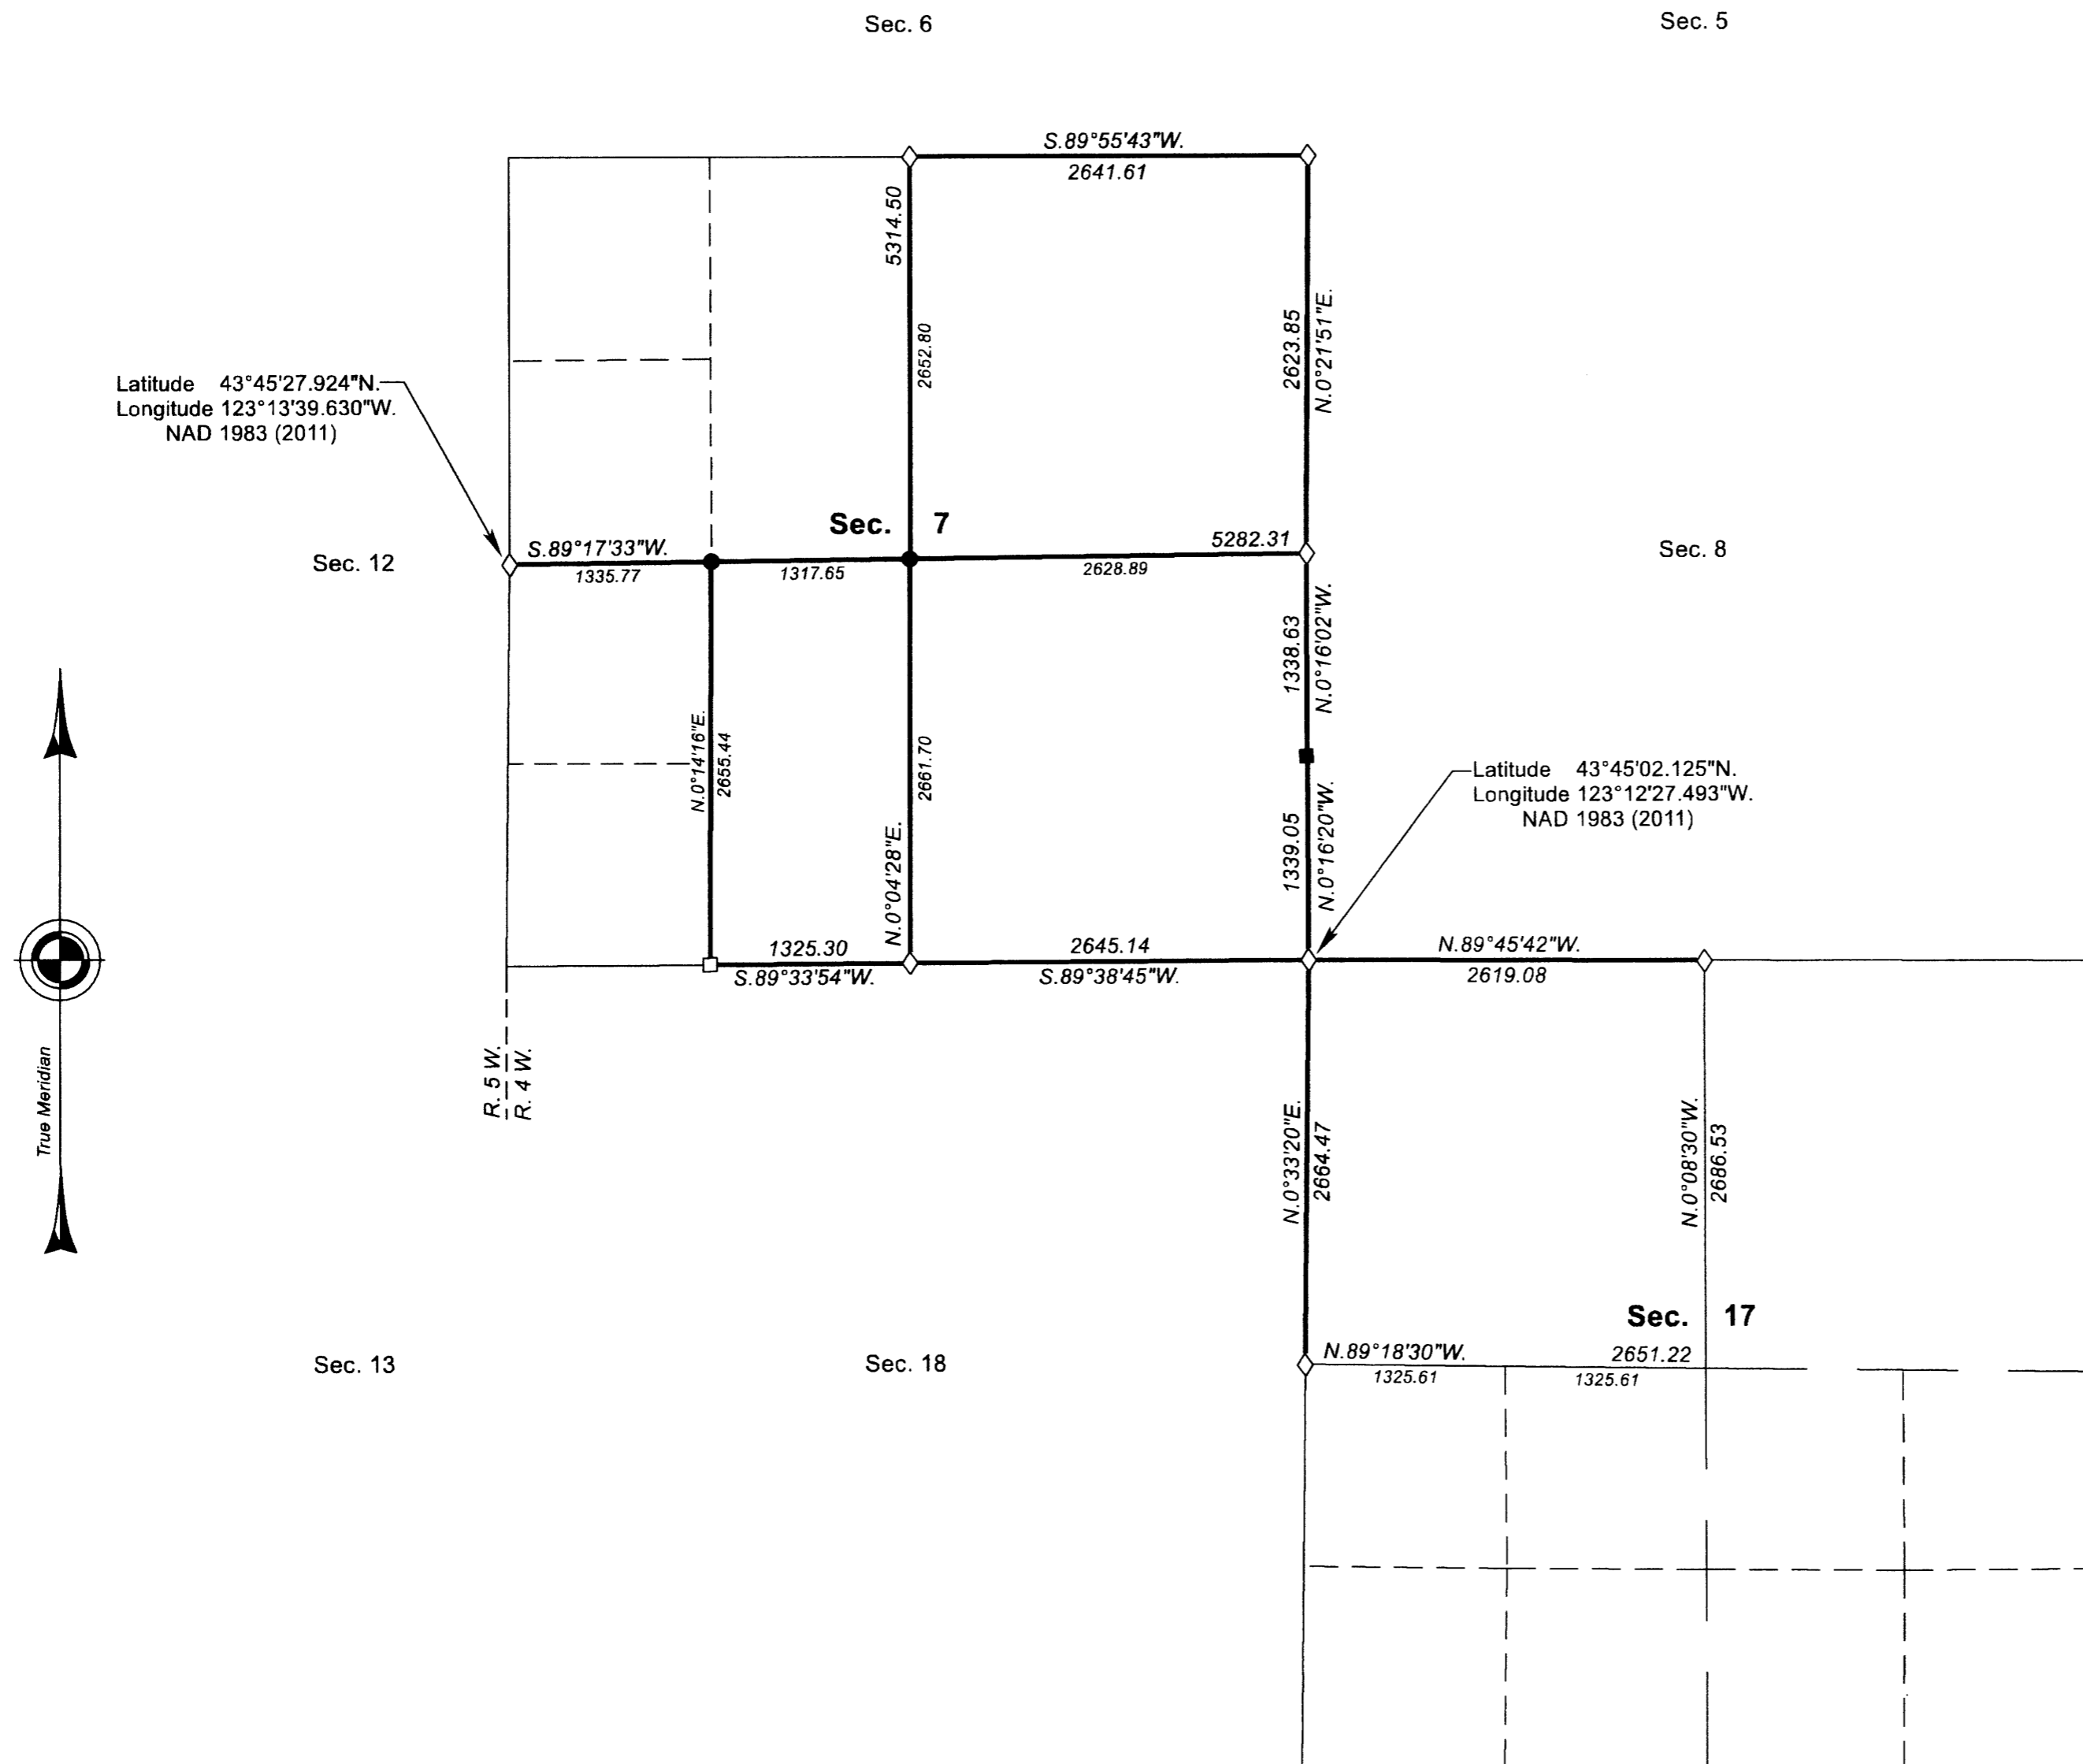 Sec. 6
Sec. 5
S.89°55'43"W.
2641.61
5314.50
2652.80
2623.85
N.0°21'51"E.
Latitude 43°45'27.924"N.
Longitude 123°13'39.630"W.
NAD 1983 (2011)
Sec. 7
Sec. 12
S.89°17'33"W.
1335.77
1317.65
5282.31
2628.89
Sec. 8
1338.63
N.0°16'02"W.
N.0°14'16"E.
2655.44
2661.70
N.0°04'28"E.
1339.05
N.0°16'20"W.
Latitude 43°45'02.125"N.
Longitude 123°12'27.493"W.
NAD 1983 (2011)
1325.30
S.89°33'54"W.
2645.14
S.89°38'45"W.
N.89°45'42"W.
2619.08
True Meridian
R. 5 W.
R. 4 W.
N.0°33'20"E.
2664.47
N.0°08'30"W.
2686.53
Sec. 17
Sec. 13
Sec. 18
N.89°18'30"W.
2651.22
1325.61
1325.61